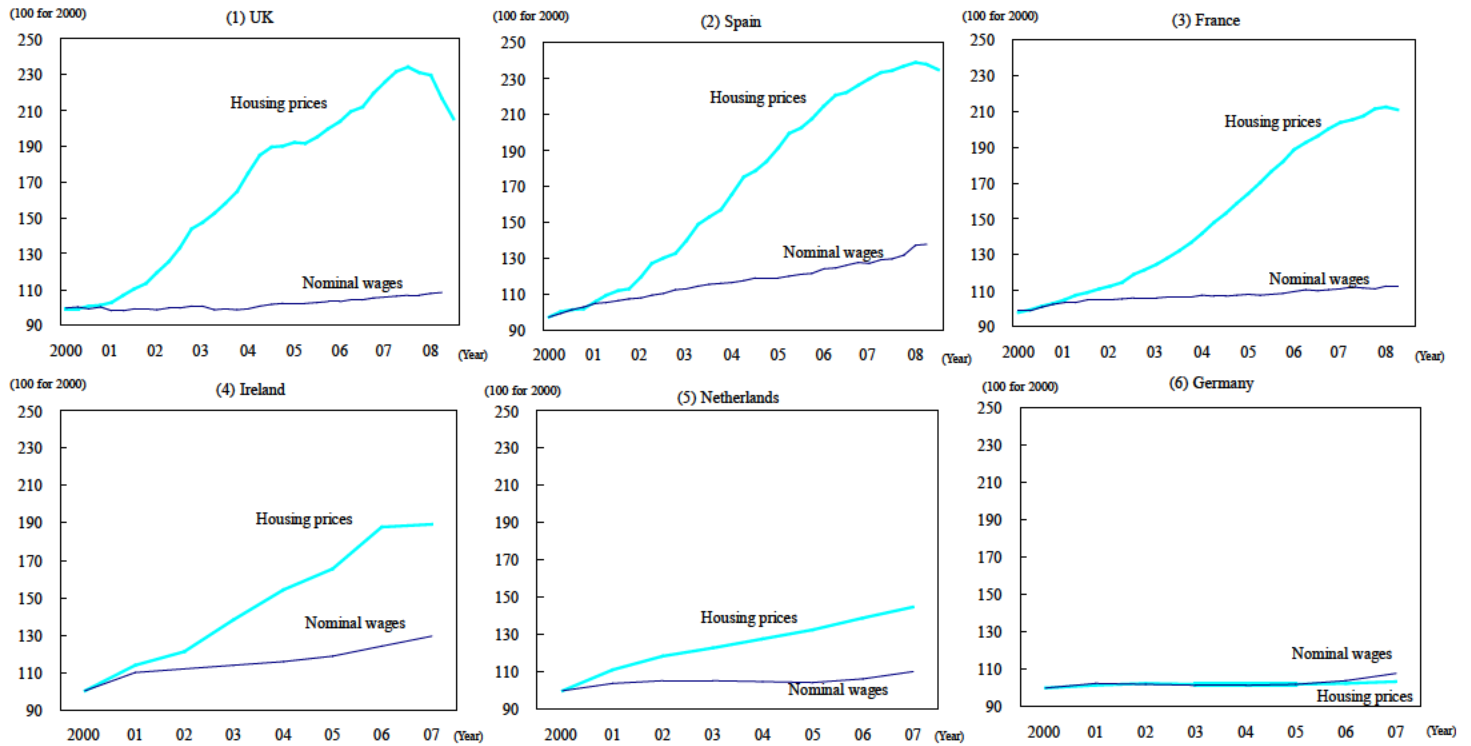 (100 for 2000)
(1) UK
250
230
210
190
170
150
130
110
90
Housing prices
Nominal wages
2000 01 02 03 04 05 06 07 08 (Year)
(100 for 2000)
(2) Spain
250
230
210
190
170
150
130
110
90
Housing prices
Nominal wages
2000 01 02 03 04 05 06 07 08 (Year)
(100 for 2000)
(3) France
250
230
210
190
170
150
130
110
90
Housing prices
Nominal wages
2000 01 02 03 04 05 06 07 08 (Year)
(100 for 2000)
(4) Ireland
250
230
210
190
170
150
130
110
90
Housing prices
Nominal wages
2000 01 02 03 04 05 06 07 (Year)
(100 for 2000)
(5) Netherlands
250
230
210
190
170
150
130
110
90
Housing prices
Nominal wages
2000 01 02 03 04 05 06 07 (Year)
(100 for 2000)
(6) Germany
250
230
210
190
170
150
130
110
90
Nominal wages
Housing prices
2000 01 02 03 04 05 06 07 (Year)